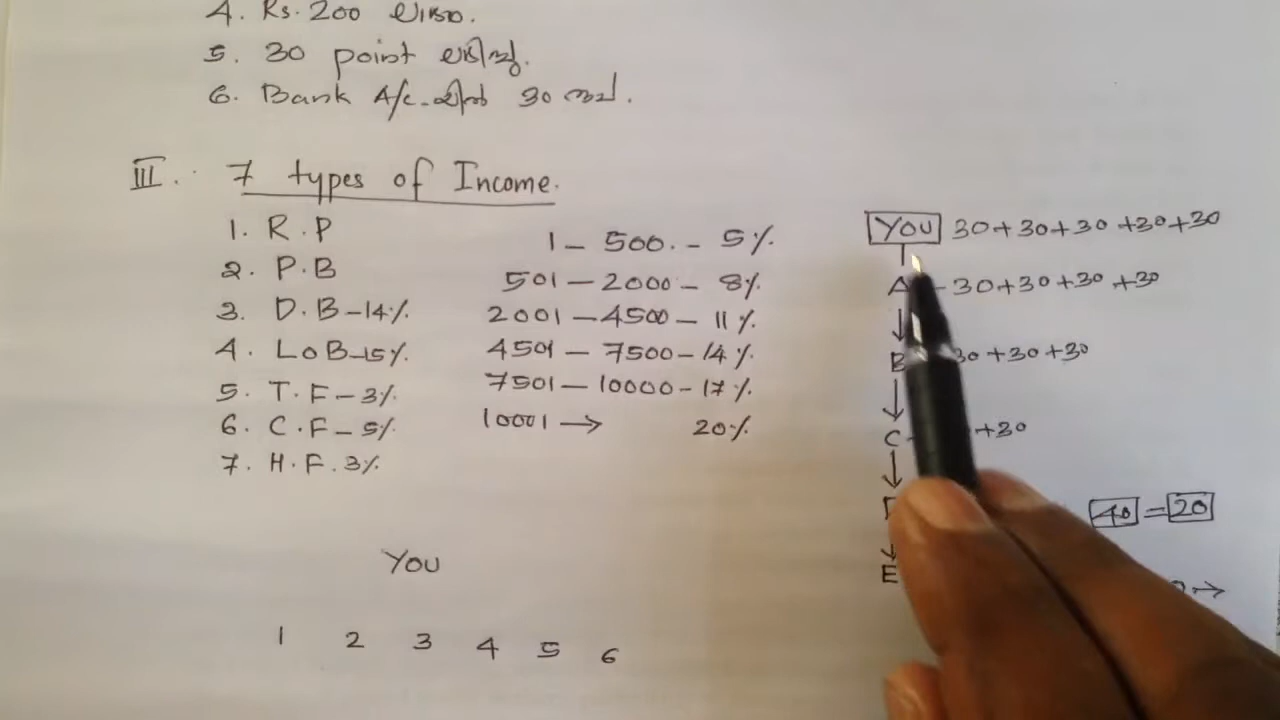 4. Rs. 200 ലാഭം.
5. 30 point
6. Bank A/c-യിൽ 30
III. 7 types of Income.
1. R.P
2. P.B
3. D.B-14%
4. LOB-15%
5. T.F-3%
6. C.F-5%
7. H.F.3%
1-500.-5%
501-2000-8%
2001-4500-11%
4501-7500-14%
7501-10000-17%
10001→ 20%
YOU 30+30+30+30+30
A -30+30+30+30
B 30+30+30
C +30
40 = 20
E
YOU
1 2 3 4 5 6